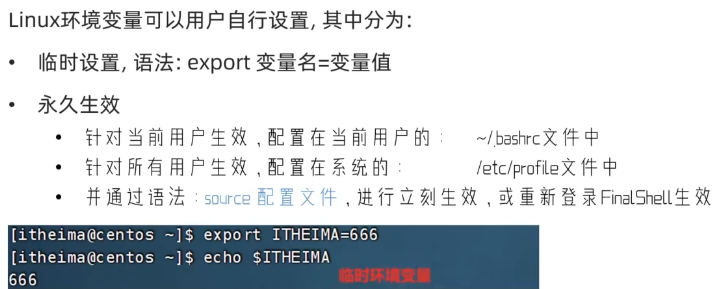 Linux环境变量可以用户自行设置, 其中分为:
• 临时设置, 语法: export 变量名=变量值
• 永久生效
• 针对当前用户生效 , 配置在当前用户的 : ~/.bashrc文件中
• 针对所有用户生效 , 配置在系统的 : /etc/profile文件中
• 并通过语法 : source 配置文件 , 进行立刻生效 , 或重新登录FinalShell生效
[itheima@centos ~]$ export ITHEIMA=666
[itheima@centos ~]$ echo $ITHEIMA
666
临时环境变量